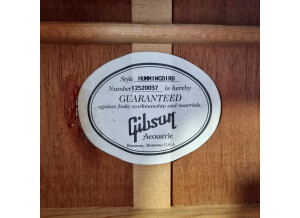 Style HUMMINGBIRD
Number 12520037 is hereby
GUARANTEED
against faulty workmanship and materials.
Gibson
Acoustic
Bozeman, Montana U.S.A.